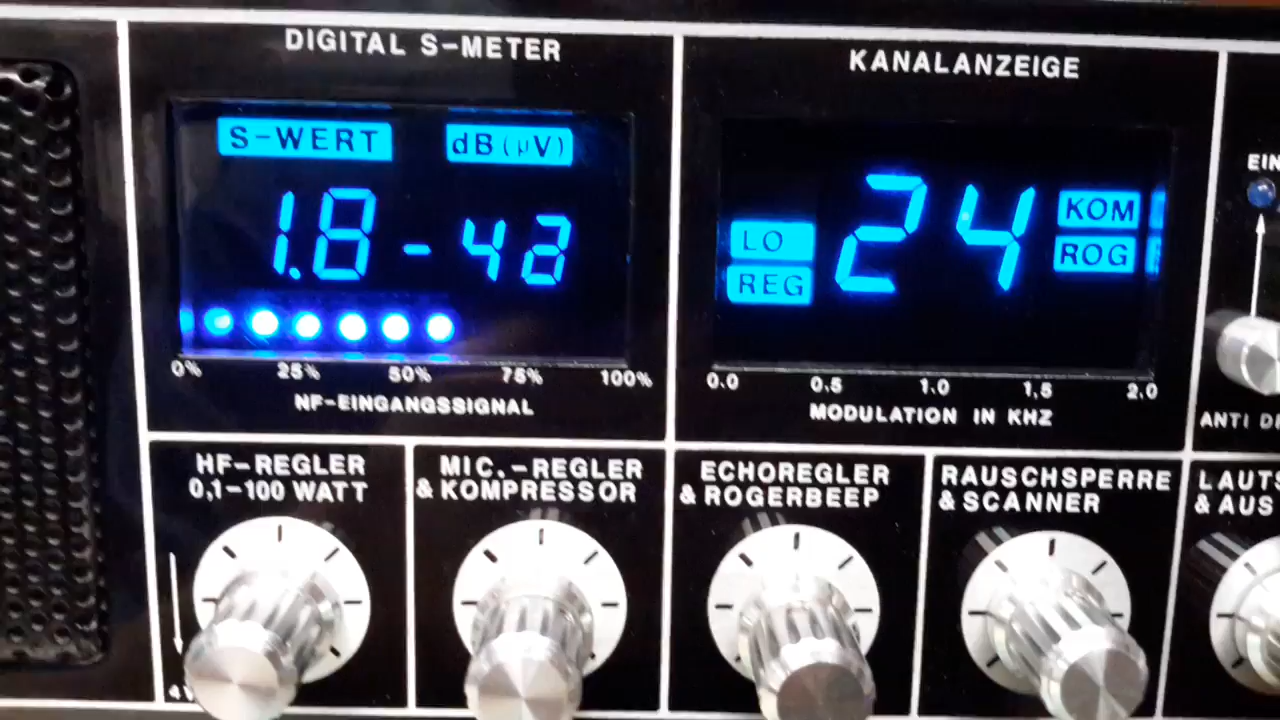 DIGITAL S-METER
S-WERT dB(µV)
1.8 - 42
0% 25% 50% 75% 100%
NF-EINGANGSSIGNAL
KANALANZEIGE
LO
REG
24
KOM
ROG
0.0 0.5 1.0 1,5 2.0
MODULATION IN KHZ
EIN
ANTI
HF-REGLER
0,1-100 WATT
MIC.-REGLER
& KOMPRESSOR
ECHOREGLER
& ROGERBEEP
RAUSCHSPERRE
& SCANNER
LAUTS
& AUS